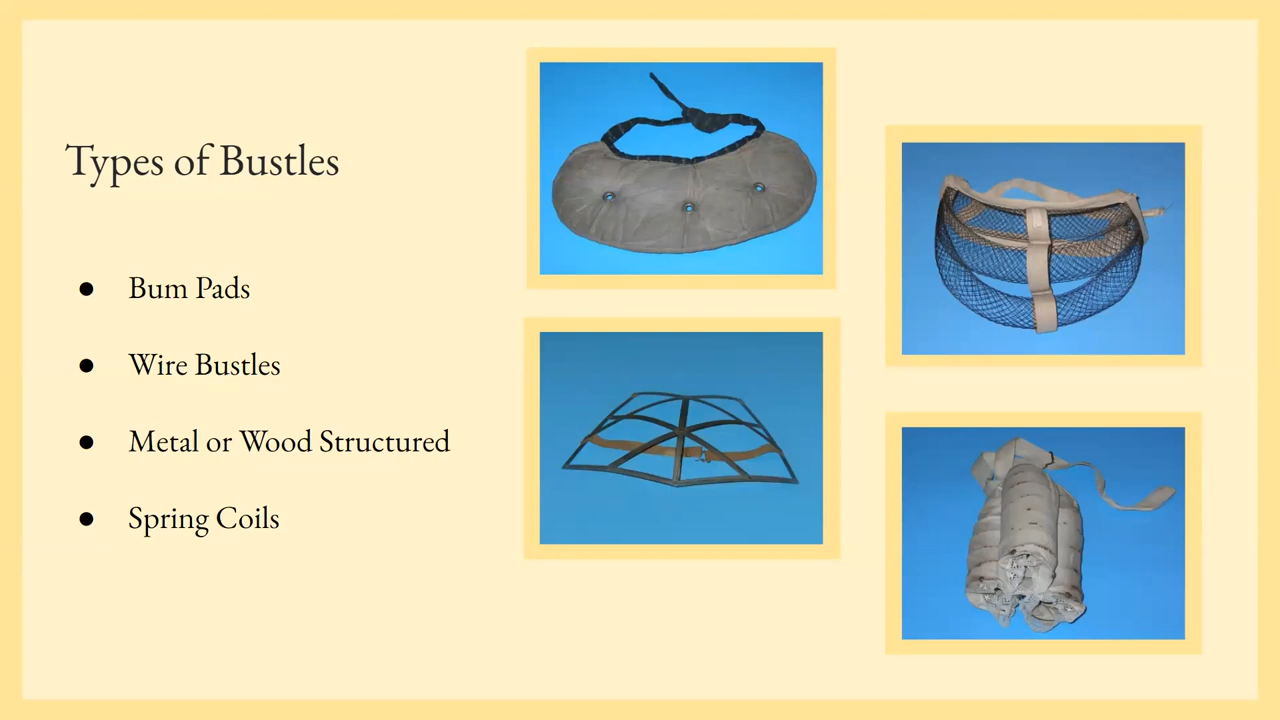 Types of Bustles
● Bum Pads
● Wire Bustles
● Metal or Wood Structured
● Spring Coils